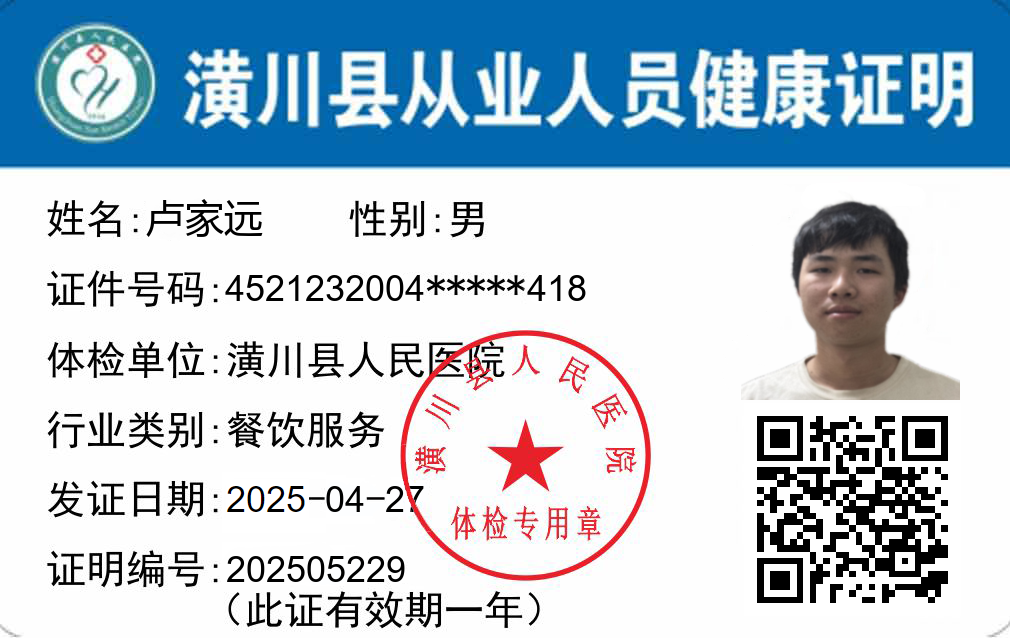 潢川县从业人员健康证明
姓名:卢家远 性别:男
证件号码:4521232004*****418
体检单位:潢川县人民医院
行业类别:餐饮服务
发证日期:2025-04-27
证明编号:202505229
(此证有效期一年)
潢川县人民医院
体检专用章